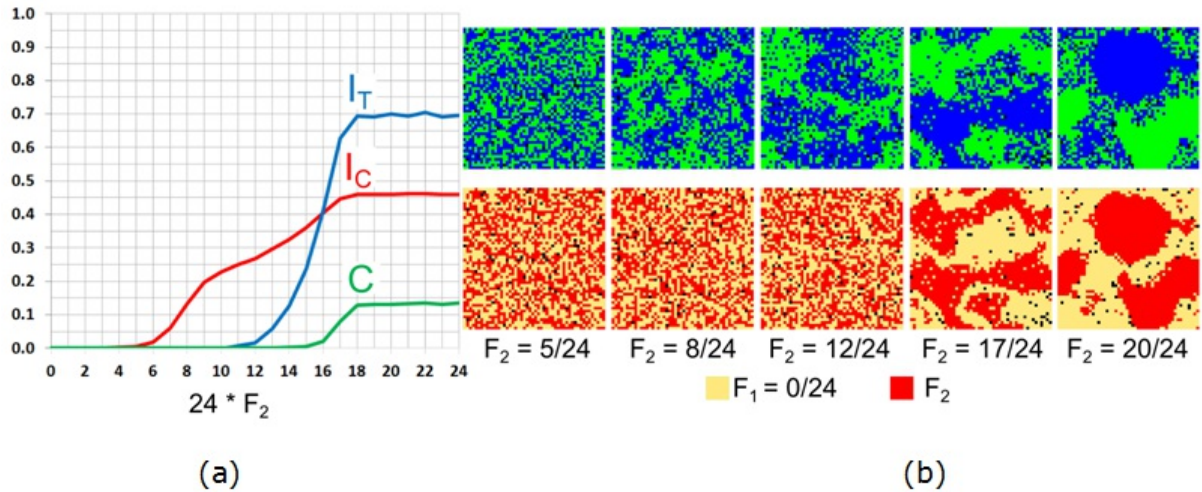 1.0
0.9
0.8
0.7
0.6
0.5
0.4
0.3
0.2
0.1
0.0
I_T
I_C
C
0 2 4 6 8 10 12 14 16 18 20 22 24
24 * F₂
F₂ = 5/24 F₂ = 8/24 F₂ = 12/24 F₂ = 17/24 F₂ = 20/24
F₁ = 0/24 F₂
(a) (b)